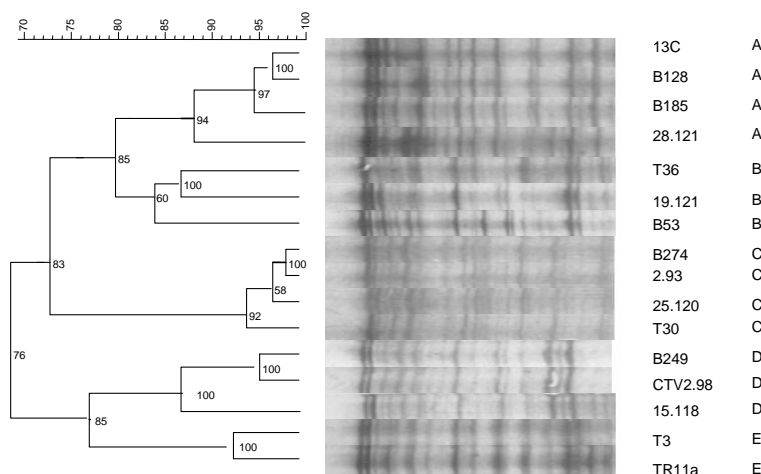 70 75 80 85 90 95 100
100 13C A
B128 A
97 B185 A
94 28.121 A
85 T36 B
100 19.121 B
60 B53 B
83 100 B274 C
58 2.93 C
25.120 C
92 T30 C
76 B249 D
100 CTV2.98 D
85 15.118 D
100 T3 E
TR11a E